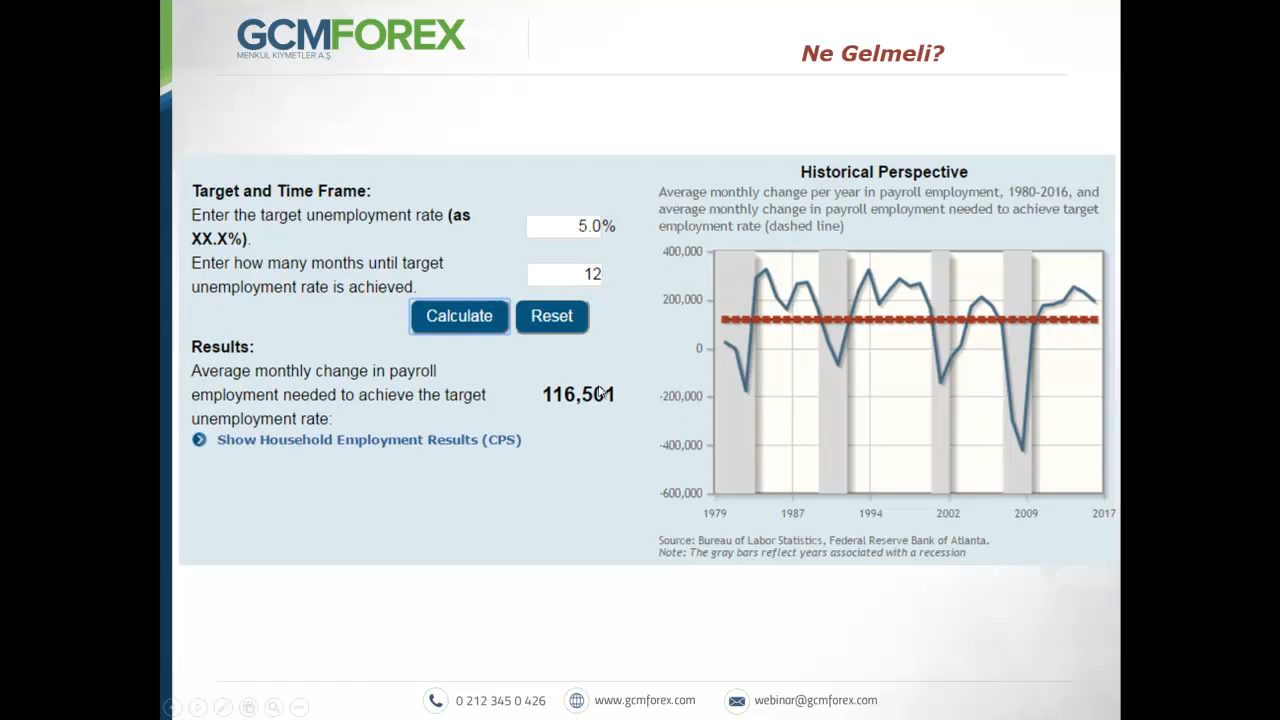 GCMFOREX
MENKUL KIYMETLER A.Ş
Ne Gelmeli?
Target and Time Frame:
Enter the target unemployment rate (as
XX.X%).
5.0%
Enter how many months until target
unemployment rate is achieved.
12
Calculate
Reset
Results:
Average monthly change in payroll
employment needed to achieve the target
unemployment rate:
116,501
Show Household Employment Results (CPS)
Historical Perspective
Average monthly change per year in payroll employment, 1980-2016, and
average monthly change in payroll employment needed to achieve target
employment rate (dashed line)
400,000
200,000
0
-200,000
-400,000
-600,000
1979
1987
1994
2002
2009
2017
Source: Bureau of Labor Statistics, Federal Reserve Bank of Atlanta.
Note: The gray bars reflect years associated with a recession
0 212 345 0 426
www.gcmforex.com
webinar@gcmforex.com